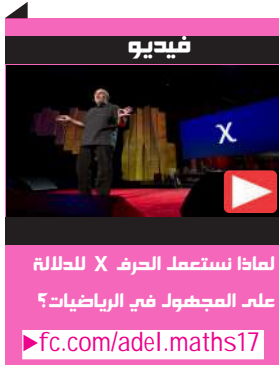 فيديو
X
لماذا نستعمل الحرف X للدلالة
على المجهول في الرياضيات؟
fc.com/adel.maths17